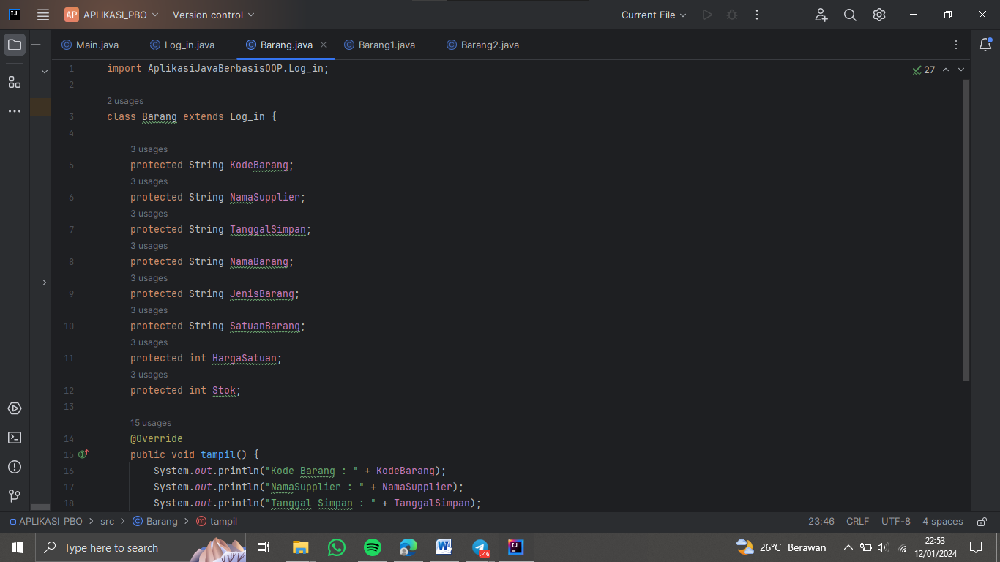 AP APLIKASI_PBO Version control Current File
Main.java Log_in.java Barang.java Barang1.java Barang2.java
1 import AplikasiJavaBerbasisOOP.Log_in; 27
2
2 usages
3 class Barang extends Log_in {
4
3 usages
5 protected String KodeBarang;
3 usages
6 protected String NamaSupplier;
3 usages
7 protected String TanggalSimpan;
3 usages
8 protected String NamaBarang;
3 usages
9 protected String JenisBarang;
3 usages
10 protected String SatuanBarang;
3 usages
11 protected int HargaSatuan;
3 usages
12 protected int Stok;
13
15 usages
14 @Override
15 public void tampil() {
16 System.out.println("Kode Barang : " + KodeBarang);
17 System.out.println("NamaSupplier : " + NamaSupplier);
18 System.out.println("Tanggal Simpan : " + TanggalSimpan);
APLIKASI_PBO > src > Barang > tampil 23:46 CRLF UTF-8 4 spaces
Type here to search 46 26°C Berawan 22:53
12/01/2024